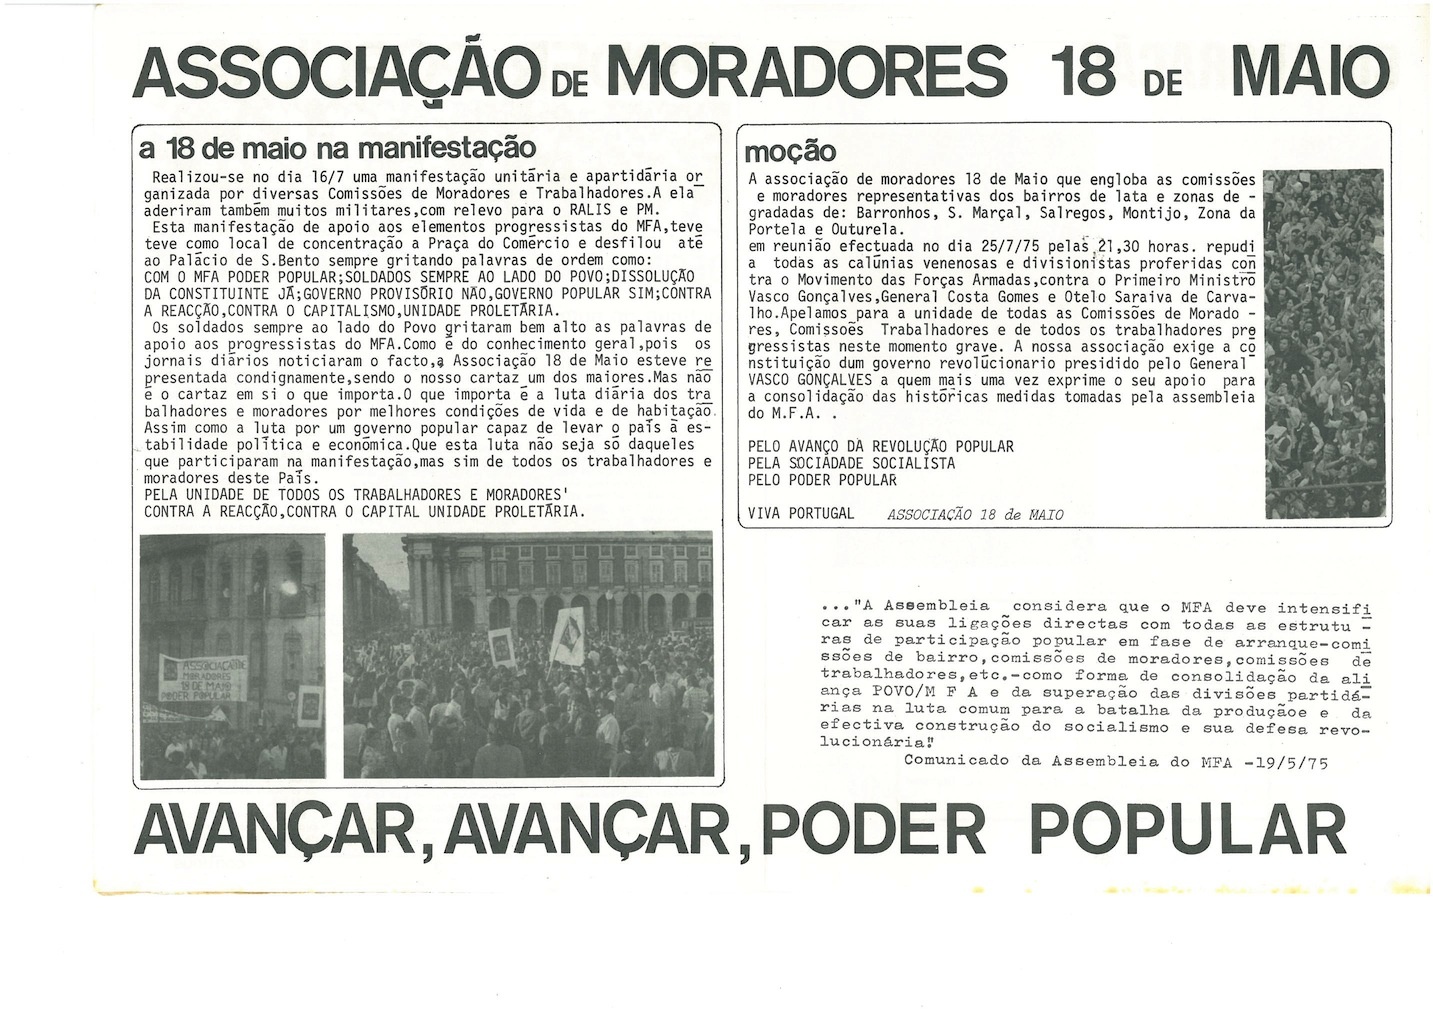 ASSOCIAÇÃO DE MORADORES 18 DE MAIO
a 18 de maio na manifestação
Realizou-se no dia 16/7 uma manifestação unitária e apartidária or
ganizada por diversas Comissões de Moradores e Trabalhadores.A ela
aderiram também muitos militares,com relevo para o RALIS e PM.
Esta manifestação de apoio aos elementos progressistas do MFA,teve
teve como local de concentração a Praça do Comércio e desfilou até
ao Palácio de S.Bento sempre gritando palavras de ordem como:
COM O MFA PODER POPULAR;SOLDADOS SEMPRE AO LADO DO POVO;DISSOLUÇÃO
DA CONSTITUINTE JÁ;GOVERNO PROVISÓRIO NÃO,GOVERNO POPULAR SIM;CONTRA
A REACÇÃO,CONTRA O CAPITALISMO,UNIDADE PROLETÁRIA.
Os soldados sempre ao lado do Povo gritaram bem alto as palavras de
apoio aos progressistas do MFA.Como é do conhecimento geral,pois os
jornais diários noticiaram o facto,a Associação 18 de Maio esteve re
presentada condignamente,sendo o nosso cartaz um dos maiores.Mas não
é o cartaz em si o que importa.O que importa é a luta diária dos tra
balhadores e moradores por melhores condições de vida e de habitação.
Assim como a luta por um governo popular capaz de levar o país à es-
tabilidade política e económica.Que esta luta não seja só daqueles
que participaram na manifestação,mas sim de todos os trabalhadores e
moradores deste País.
PELA UNIDADE DE TODOS OS TRABALHADORES E MORADORES'
CONTRA A REACÇÃO,CONTRA O CAPITAL UNIDADE PROLETÁRIA.
ASSOCIAÇÃO DE
MORADORES
18 DE MAIO
PODER POPULAR
moção
A associação de moradores 18 de Maio que engloba as comissões
e moradores representativas dos bairros de lata e zonas de -
gradadas de: Barronhos, S. Marçal, Salregos, Montijo, Zona da
Portela e Outurela.
em reunião efectuada no dia 25/7/75 pelas 21,30 horas. repudi
a todas as calúnias venenosas e divisionistas proferidas con
tra o Movimento das Forças Armadas,contra o Primeiro Ministro
Vasco Gonçalves,General Costa Gomes e Otelo Saraiva de Carva-
lho.Apelamos para a unidade de todas as Comissões de Morado -
res, Comissões Trabalhadores e de todos os trabalhadores pro
gressistas neste momento grave. A nossa associação exige a co
nstituição dum governo revolucionario presidido pelo General
VASCO GONÇALVES a quem mais uma vez exprime o seu apoio para
a consolidação das históricas medidas tomadas pela assembleia
do M.F.A. .
PELO AVANÇO DA REVOLUÇÃO POPULAR
PELA SOCIADADE SOCIALISTA
PELO PODER POPULAR
VIVA PORTUGAL ASSOCIAÇÃO 18 de MAIO
..."A Assembleia considera que o MFA deve intensifi
car as suas ligações directas com todas as estrutu -
ras de participação popular em fase de arranque-comi
ssões de bairro,comissões de moradores,comissões de
trabalhadores,etc.-como forma de consolidação da ali
ança POVO/M F A e da superação das divisões partidá-
rias na luta comum para a batalha da produçãoe e da
efectiva construção do socialismo e sua defesa revo-
lucionária"
Comunicado da Assembleia do MFA -19/5/75
AVANÇAR, AVANÇAR, PODER POPULAR